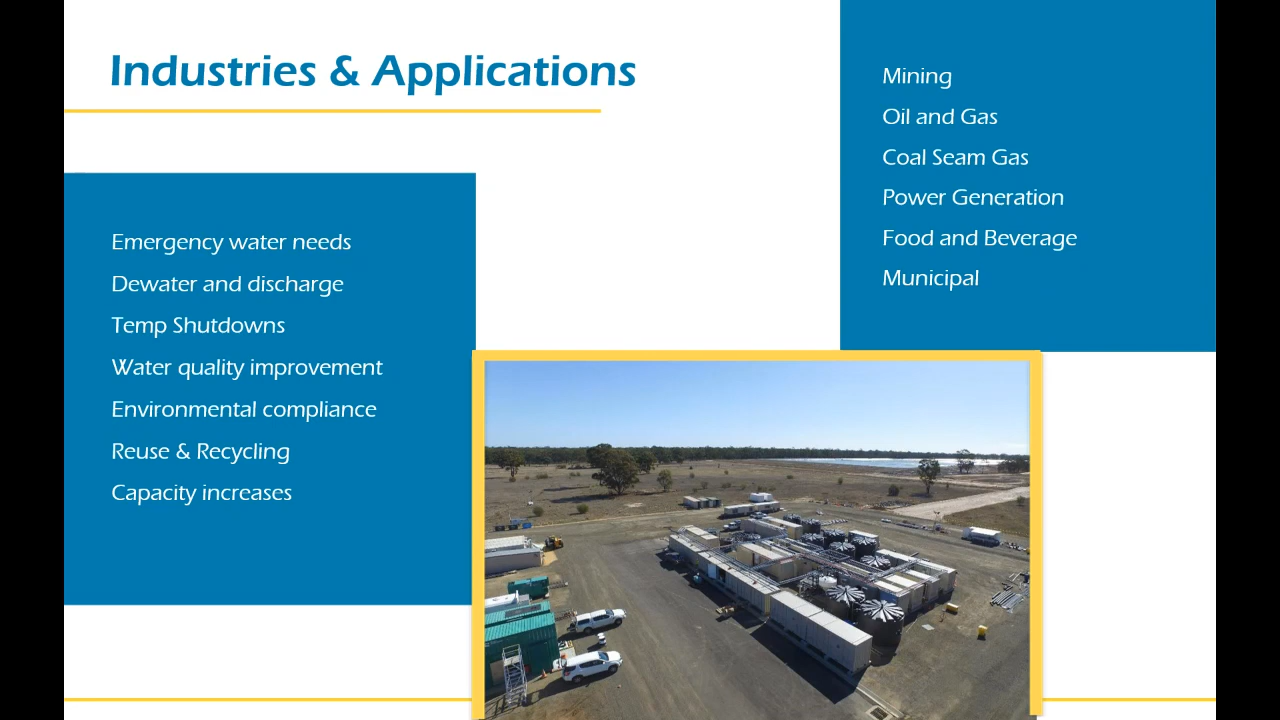 Industries & Applications
Mining
Oil and Gas
Coal Seam Gas
Power Generation
Food and Beverage
Municipal
Emergency water needs
Dewater and discharge
Temp Shutdowns
Water quality improvement
Environmental compliance
Reuse & Recycling
Capacity increases